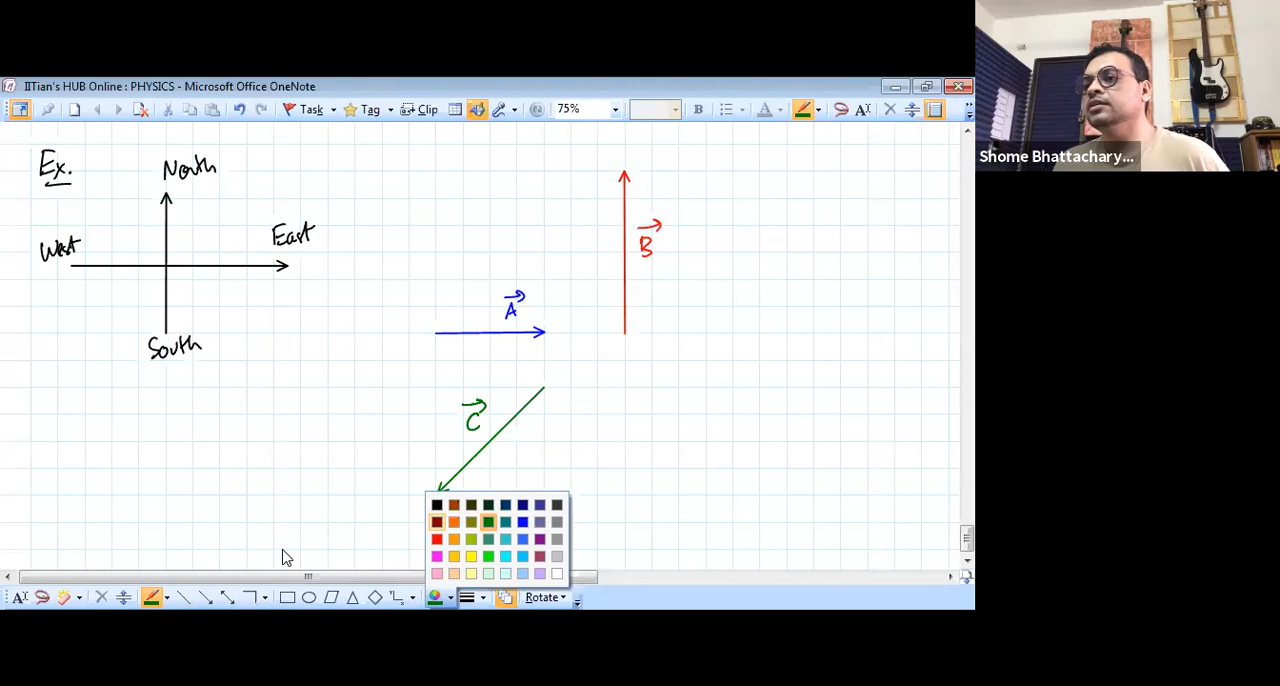 IITian's HUB Online : PHYSICS - Microsoft Office OneNote
Task Tag Clip 75% B A A
Shome Bhattachary...
Ex.
North
West
East
South
A
B
C
A Rotate